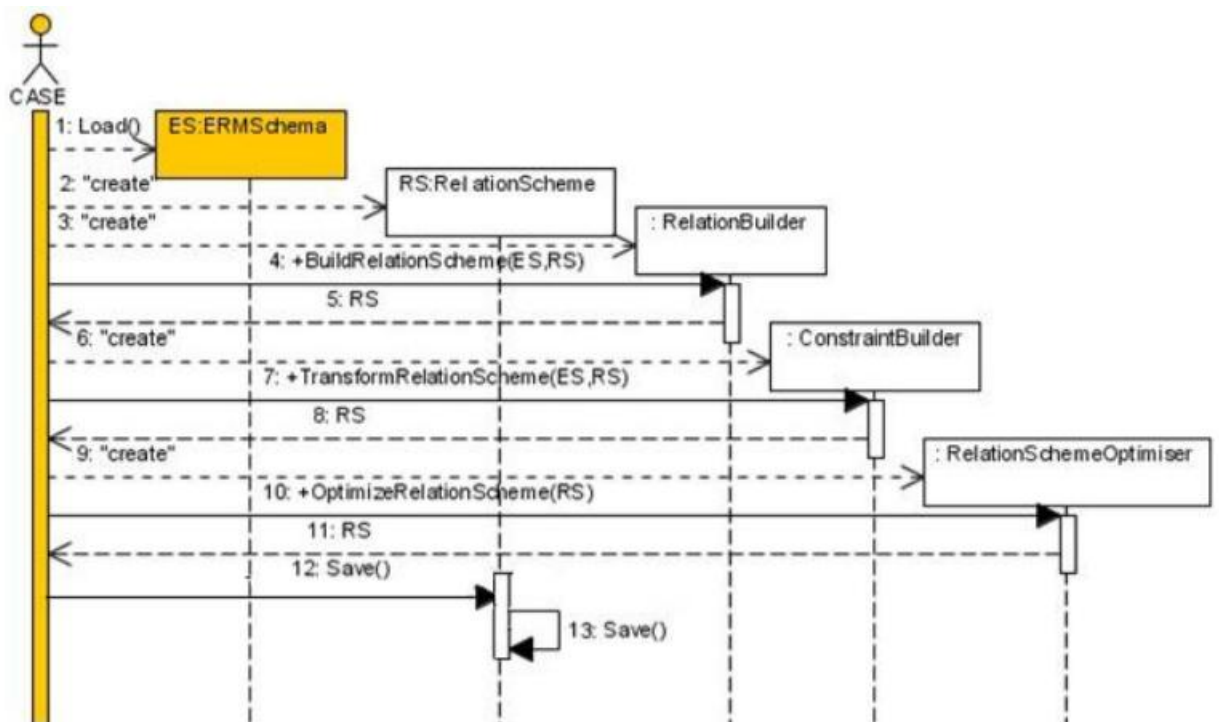 CASE
1: Load()
ES:ERMSchema
2: "create"
RS:RelationScheme
3: "create"
: RelationBuilder
4: +BuildRelationScheme(ES,RS)
5: RS
6: "create"
: ConstraintBuilder
7: +TransformRelationScheme(ES,RS)
8: RS
9: "create"
: RelationSchemeOptimiser
10: +OptimizeRelationScheme(RS)
11: RS
12: Save()
13: Save()